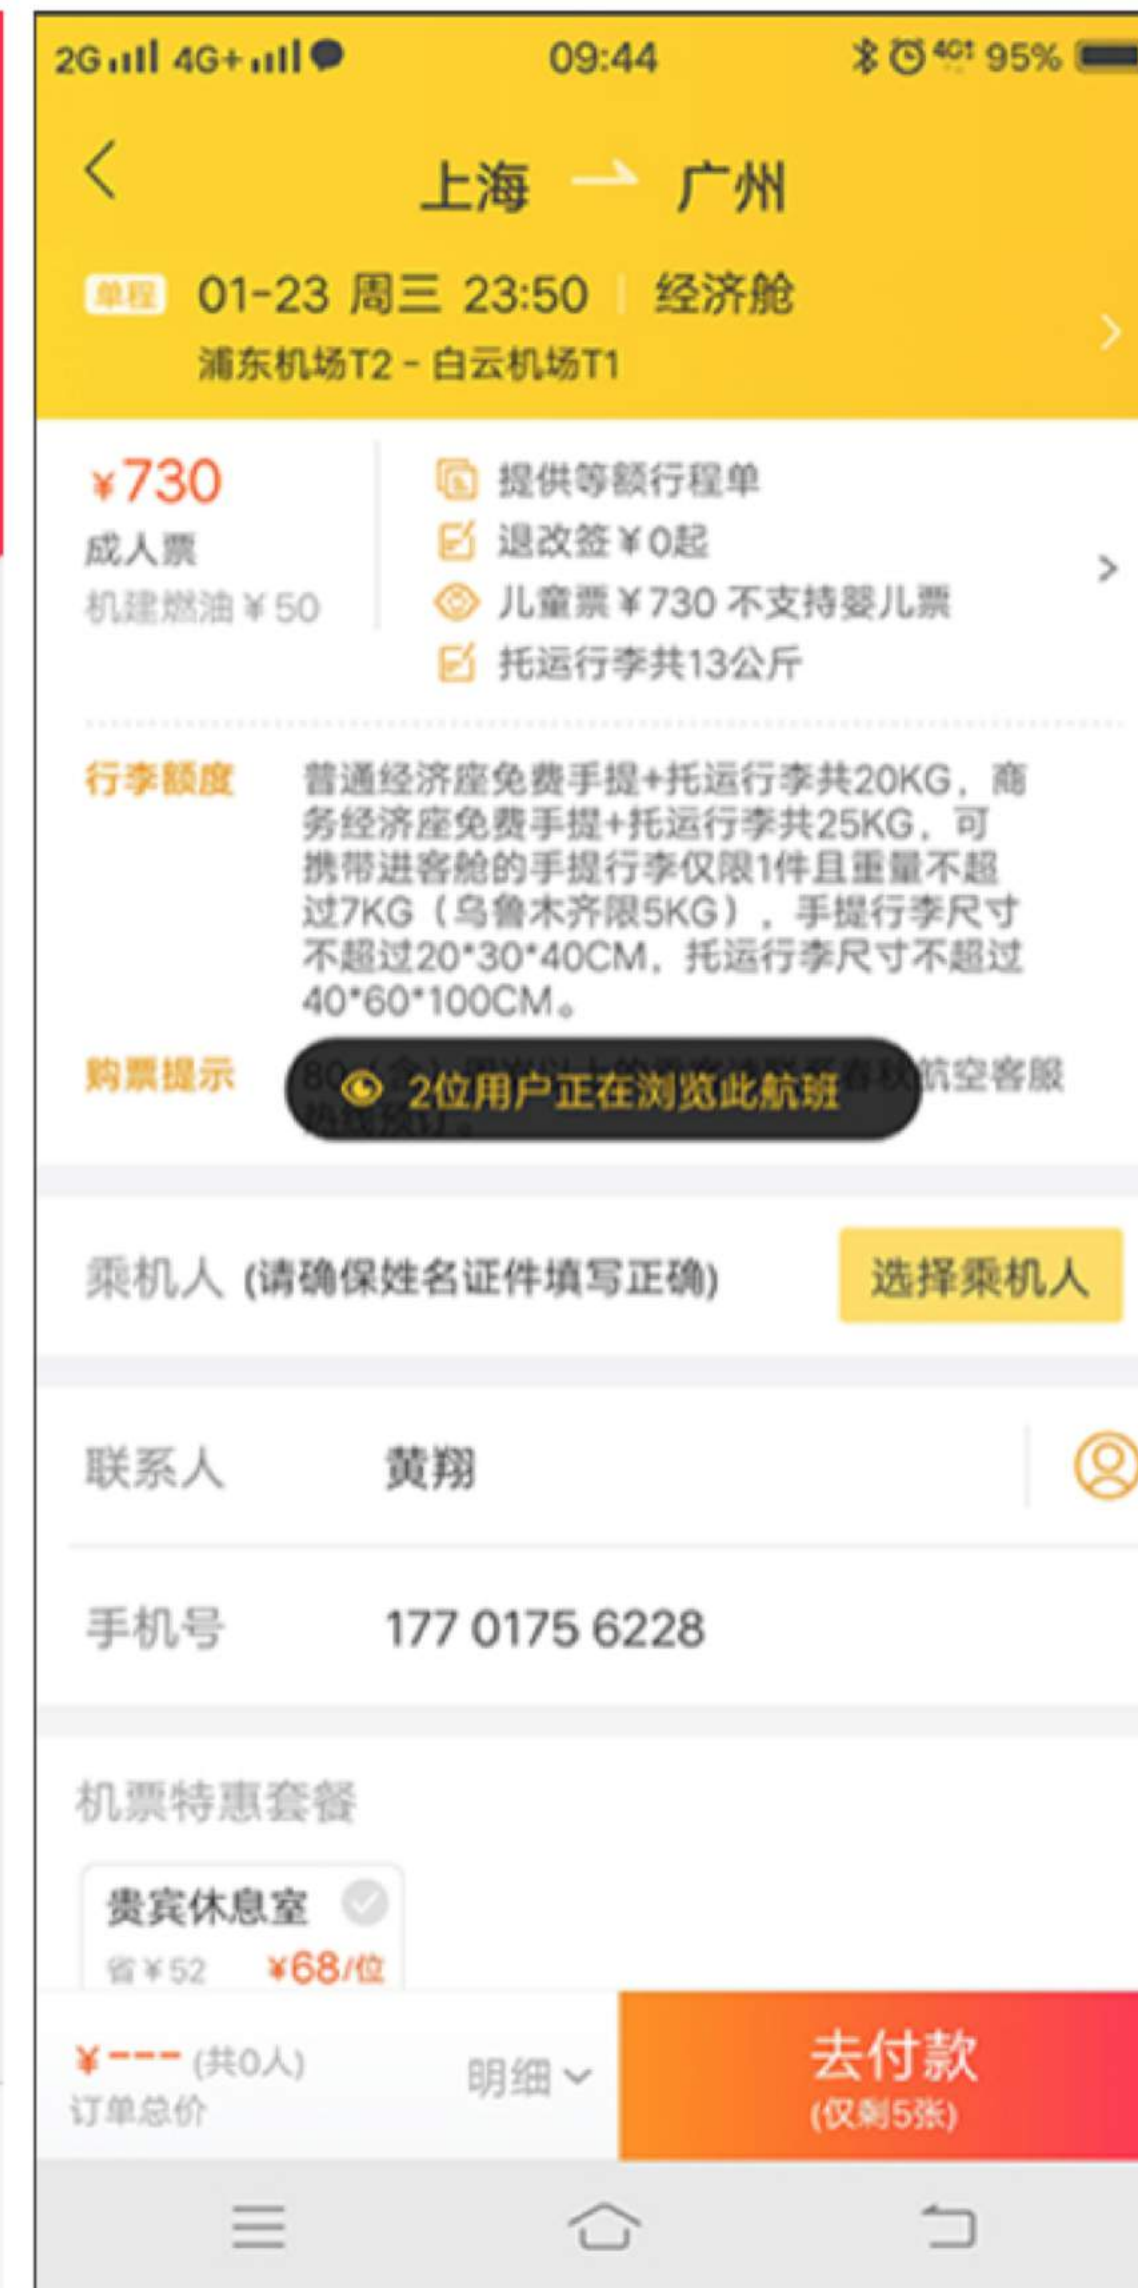 2G 4G+ 09:44 95%
上海 广州
单程 01-23 周三 23:50 经济舱
浦东机场T2 - 白云机场T1
¥730
成人票
机建燃油¥50
提供等额行程单
退改签¥0起
儿童票¥730 不支持婴儿票
托运行李共13公斤
行李额度
普通经济座免费手提+托运行李共20KG，商
务经济座免费手提+托运行李共25KG，可
携带进客舱的手提行李仅限1件且重量不超
过7KG（乌鲁木齐限5KG），手提行李尺寸
不超过20*30*40CM，托运行李尺寸不超过
40*60*100CM。
购票提示
春秋航空客服
2位用户正在浏览此航班
乘机人 (请确保姓名证件填写正确) 选择乘机人
联系人 黄翔
手机号 177 0175 6228
机票特惠套餐
贵宾休息室
省¥52 ¥68/位
¥--- (共0人)
订单总价
明细
去付款
(仅剩5张)